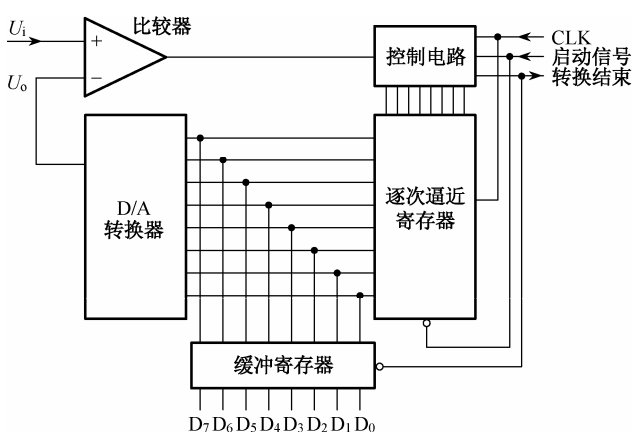 Ui
+
比较器
−
Uo
控制电路
CLK
启动信号
转换结束
D/A
转换器
逐次逼近
寄存器
缓冲寄存器
D7 D6 D5 D4 D3 D2 D1 D0